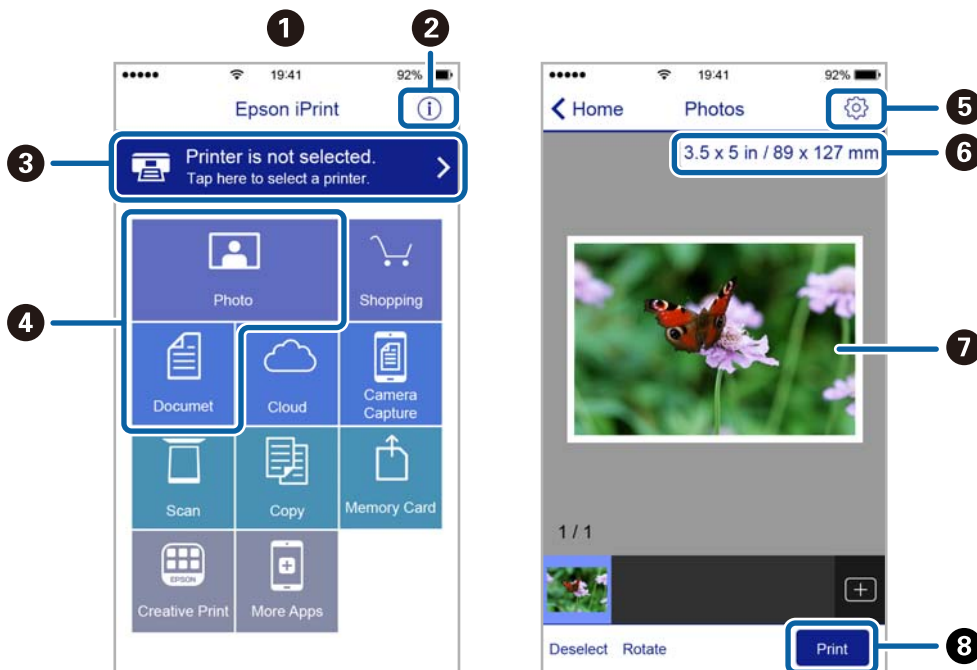 1
2
19:41
92%
Epson iPrint
3
Printer is not selected.
Tap here to select a printer.
4
Photo
Shopping
Documet
Cloud
Camera
Capture
Scan
Copy
Memory Card
EPSON
Creative Print
More Apps
19:41
92%
Home
Photos
5
3.5 x 5 in / 89 x 127 mm
6
7
1 / 1
Deselect
Rotate
Print
8